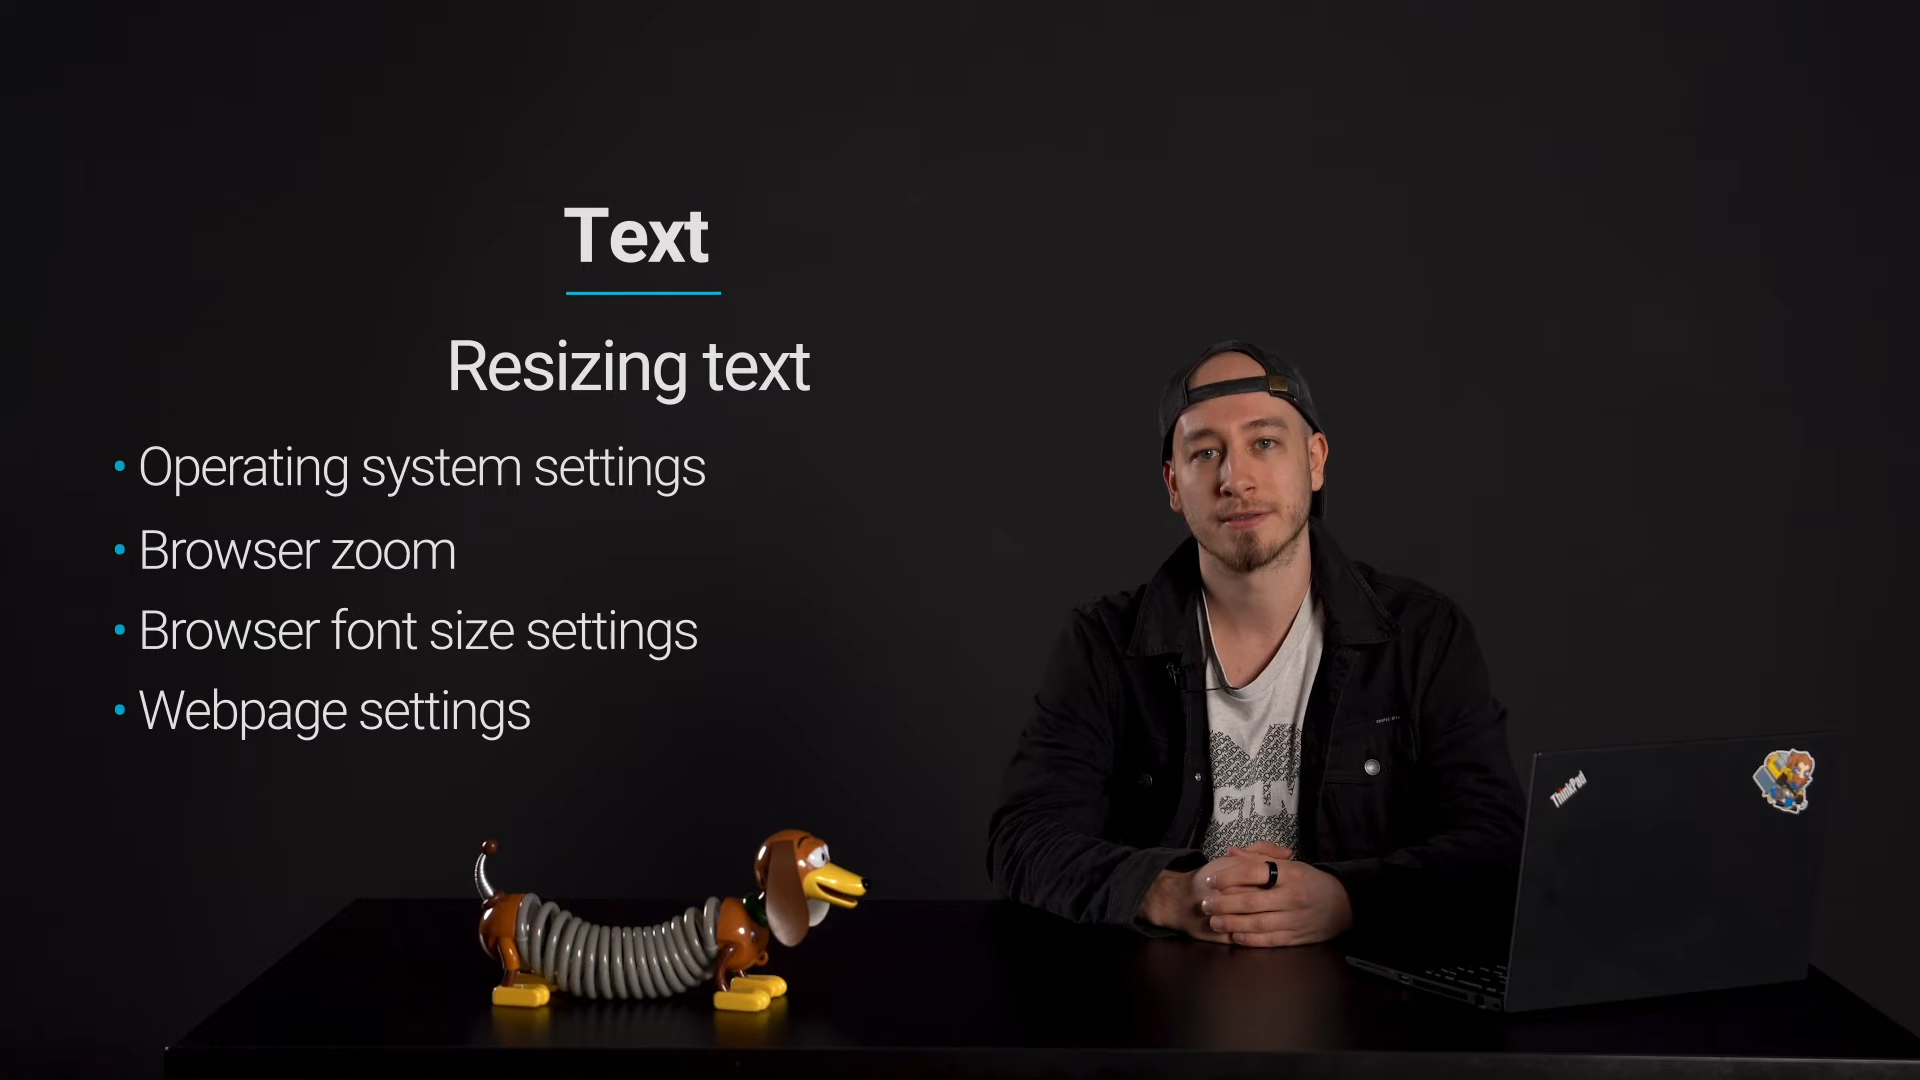 Text
Resizing text
• Operating system settings
• Browser zoom
• Browser font size settings
• Webpage settings
ThinkPad